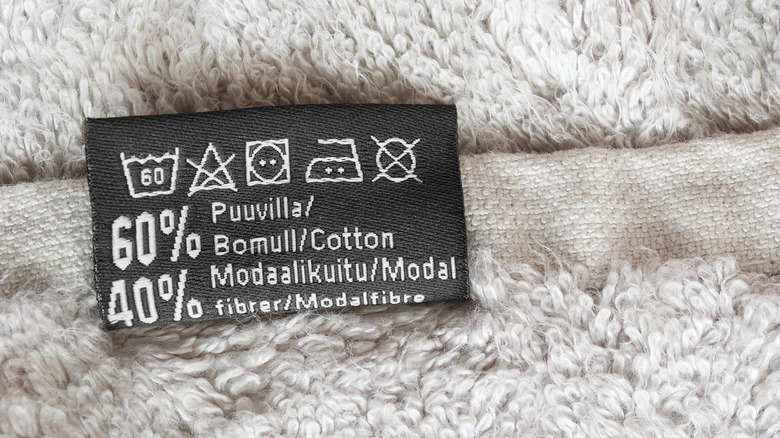 60
60% Puuvilla/
Bomull/Cotton
40% Modaalikuitu/Modal
fibrer/Modalfibre